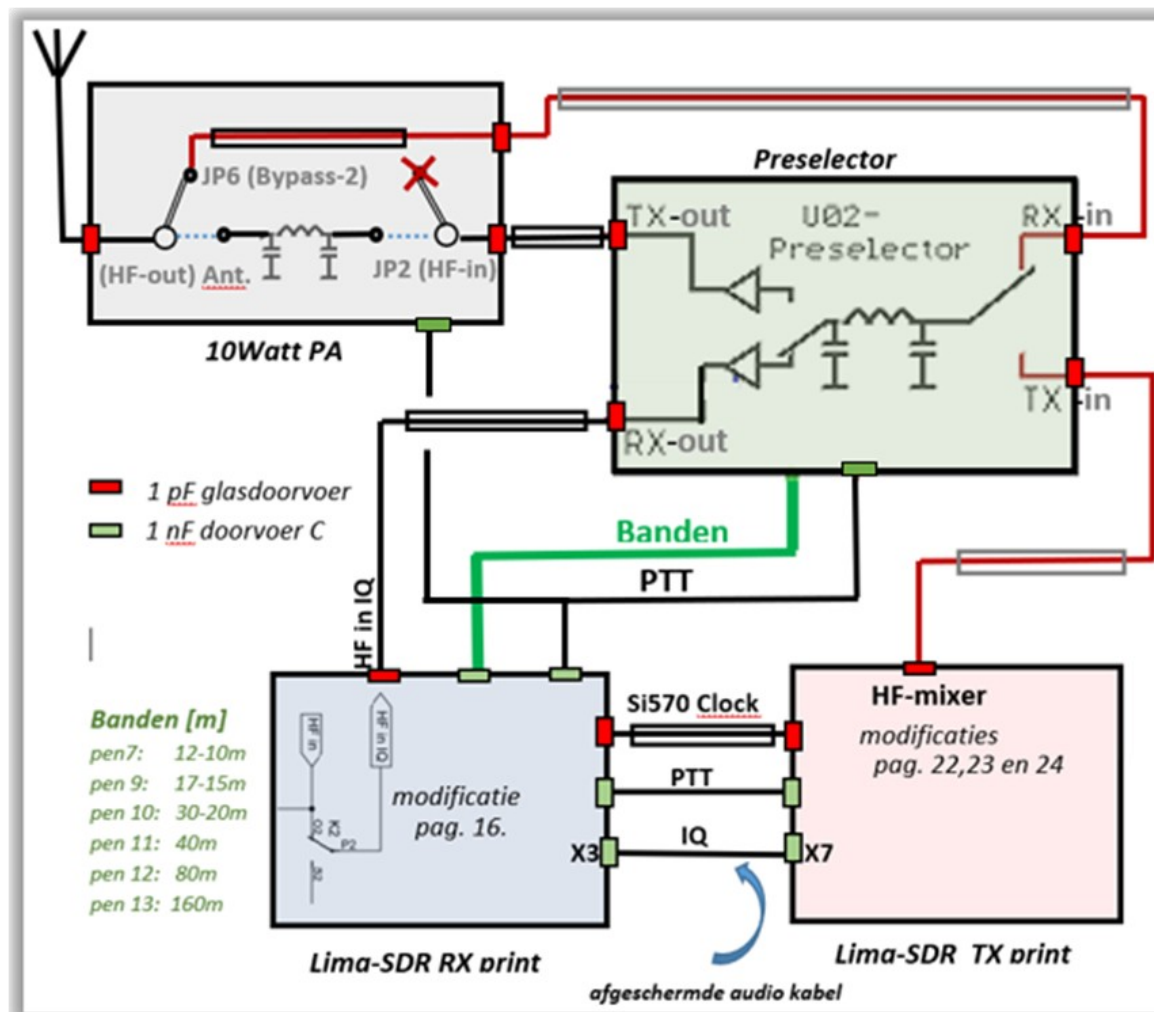 Preselector
JP6 (Bypass-2)
TX-out
U02-
Preselector
RX-in
(HF-out) Ant.
JP2 (HF-in)
10Watt PA
TX-in
RX-out
1 pF glasdoorvoer
1 nF doorvoer C
Banden
PTT
HF in IQ
Banden [m]
pen7: 12-10m
pen 9: 17-15m
pen 10: 30-20m
pen 11: 40m
pen 12: 80m
pen 13: 160m
HF in
HF in IQ
K2
P2
modificatie
pag. 16.
Si570 Clock
PTT
IQ
X3
X7
HF-mixer
modificaties
pag. 22,23 en 24
Lima-SDR RX print
Lima-SDR TX print
afgeschermde audio kabel